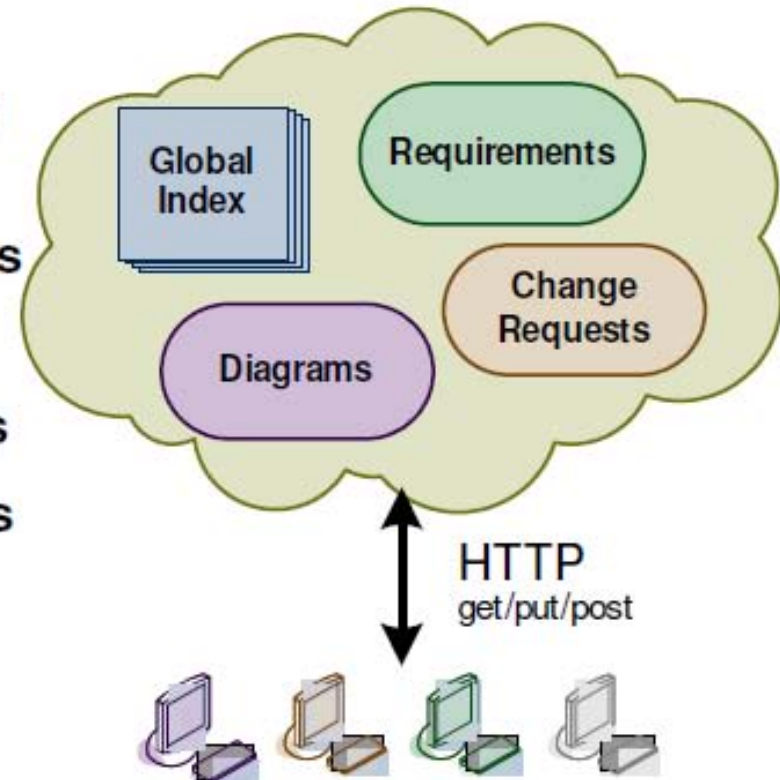 Global
Index
Requirements
Change
Requests
Diagrams
HTTP
get/put/post